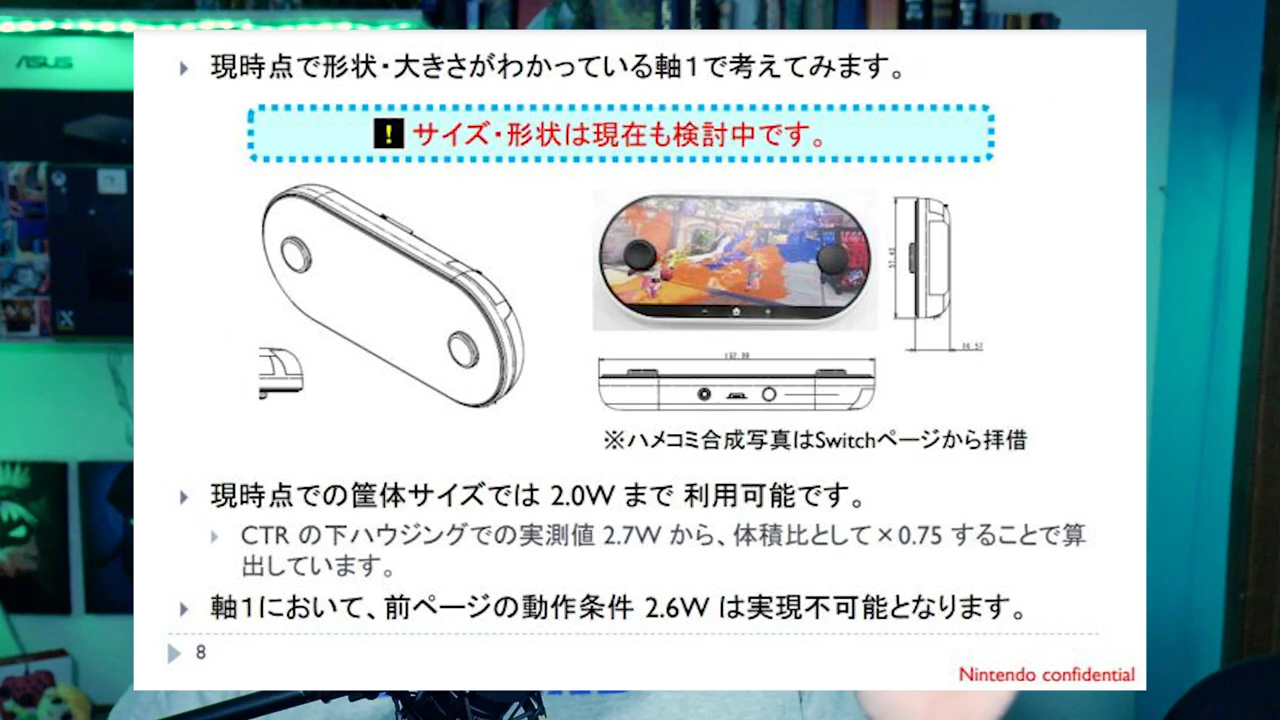 ASUS
現時点で形状・大きさがわかっている軸1で考えてみます。
! サイズ・形状は現在も検討中です。
※ハメコミ合成写真はSwitchページから拝借
現時点での筐体サイズでは 2.0W まで 利用可能です。
CTR の下ハウジングでの実測値 2.7W から、体積比として×0.75 することで算
出しています。
軸1において、前ページの動作条件 2.6W は実現不可能となります。
8
Nintendo confidential